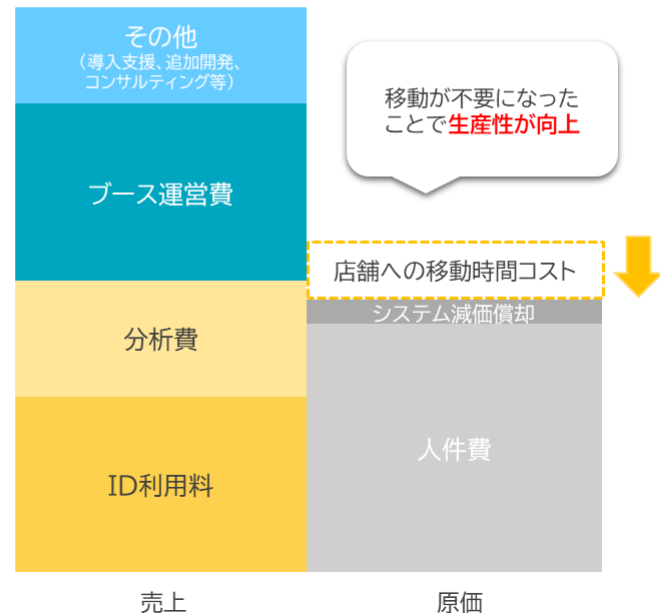 その他
（導入支援、追加開発、
コンサルティング等）
ブース運営費
分析費
ID利用料
売上
移動が不要になった
ことで生産性が向上
店舗への移動時間コスト
システム減価償却
人件費
原価